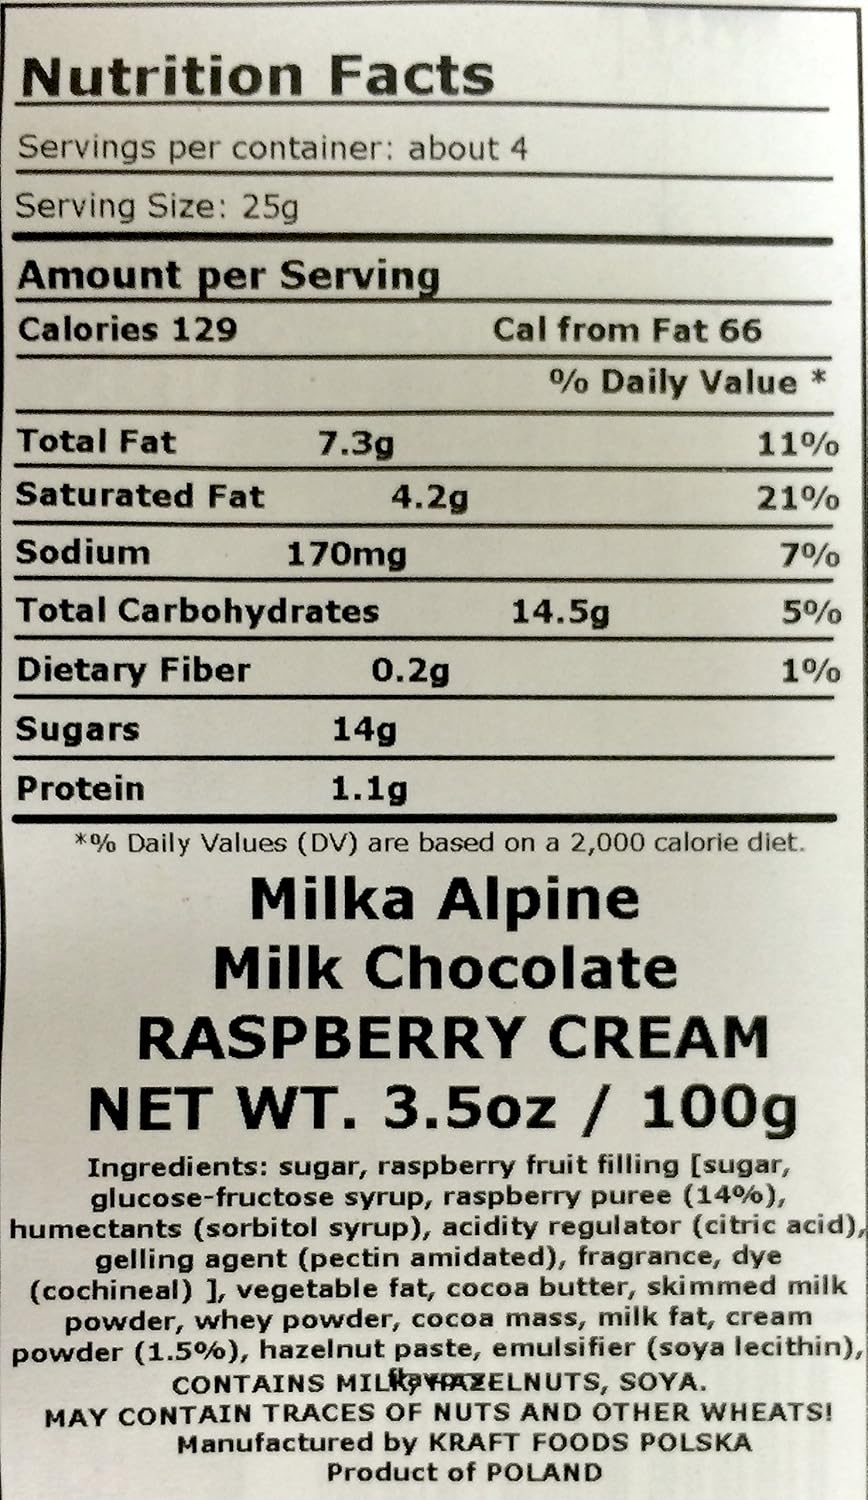 Nutrition Facts
Servings per container: about 4
Serving Size: 25g
Amount per Serving
Calories 129 Cal from Fat 66
% Daily Value *
Total Fat 7.3g 11%
Saturated Fat 4.2g 21%
Sodium 170mg 7%
Total Carbohydrates 14.5g 5%
Dietary Fiber 0.2g 1%
Sugars 14g
Protein 1.1g
*% Daily Values (DV) are based on a 2,000 calorie diet.
Milka Alpine
Milk Chocolate
RASPBERRY CREAM
NET WT. 3.5oz / 100g
Ingredients: sugar, raspberry fruit filling [sugar,
glucose-fructose syrup, raspberry puree (14%),
humectants (sorbitol syrup), acidity regulator (citric acid),
gelling agent (pectin amidated), fragrance, dye
(cochineal) ], vegetable fat, cocoa butter, skimmed milk
powder, whey powder, cocoa mass, milk fat, cream
powder (1.5%), hazelnut paste, emulsifier (soya lecithin),
CONTAINS SOYA.
MAY CONTAIN TRACES OF NUTS AND OTHER WHEATS!
Manufactured by KRAFT FOODS POLSKA
Product of POLAND